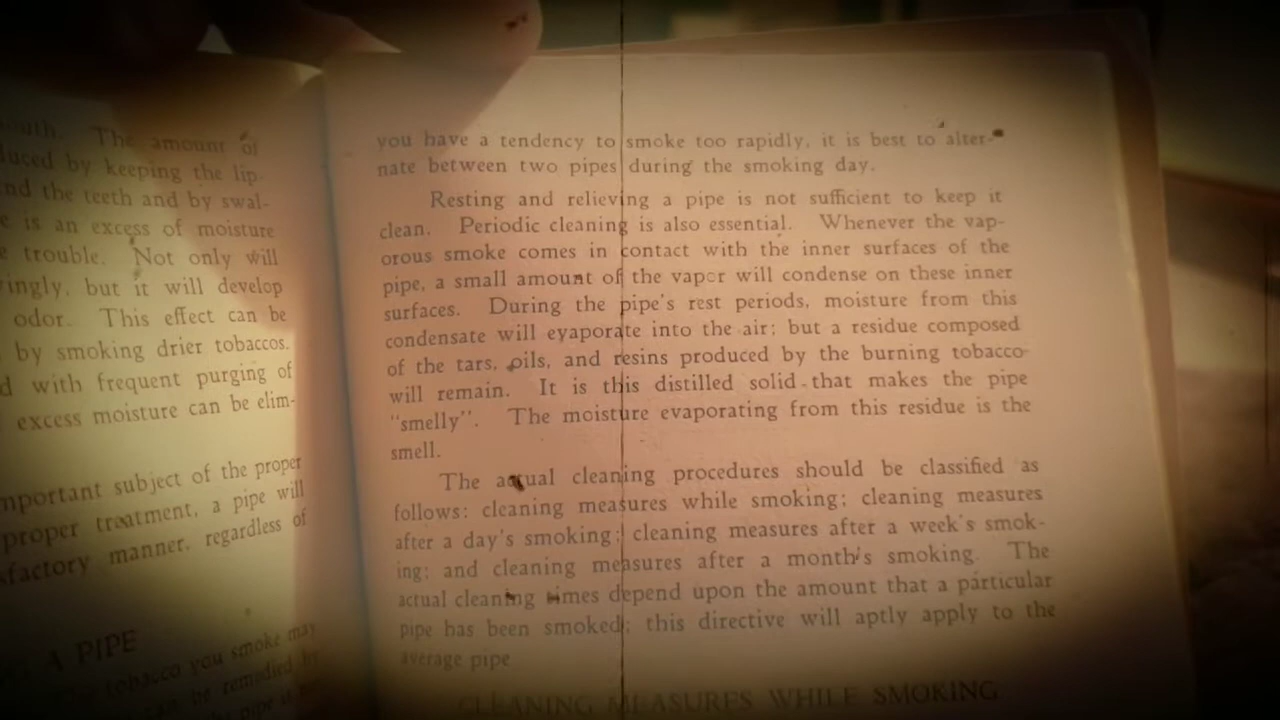 The amount of
by keeping the lip
the teeth and by swal-
is an excess of moisture
trouble. Not only will
but it will develop
odor. This effect can be
by smoking drier tobaccos.
with frequent purging of
excess moisture can be elim-
subject of the proper
proper treatment, a pipe will
manner, regardless of
A PIPE
tobacco you smoke may
be remedied by
you have a tendency to smoke too rapidly, it is best to alter-
nate between two pipes during the smoking day.
Resting and relieving a pipe is not sufficient to keep it
clean. Periodic cleaning is also essential. Whenever the vap-
orous smoke comes in contact with the inner surfaces of the
pipe, a small amount of the vapor will condense on these inner
surfaces. During the pipe's rest periods, moisture from this
condensate will evaporate into the air; but a residue composed
of the tars, oils, and resins produced by the burning tobacco
will remain. It is this distilled solid that makes the pipe
"smelly". The moisture evaporating from this residue is the
smell.
The actual cleaning procedures should be classified as
follows: cleaning measures while smoking; cleaning measures
after a day's smoking; cleaning measures after a week's smok-
ing; and cleaning measures after a month's smoking. The
actual cleaning times depend upon the amount that a particular
pipe has been smoked; this directive will aptly apply to the
average pipe
CLEANING MEASURES WHILE SMOKING